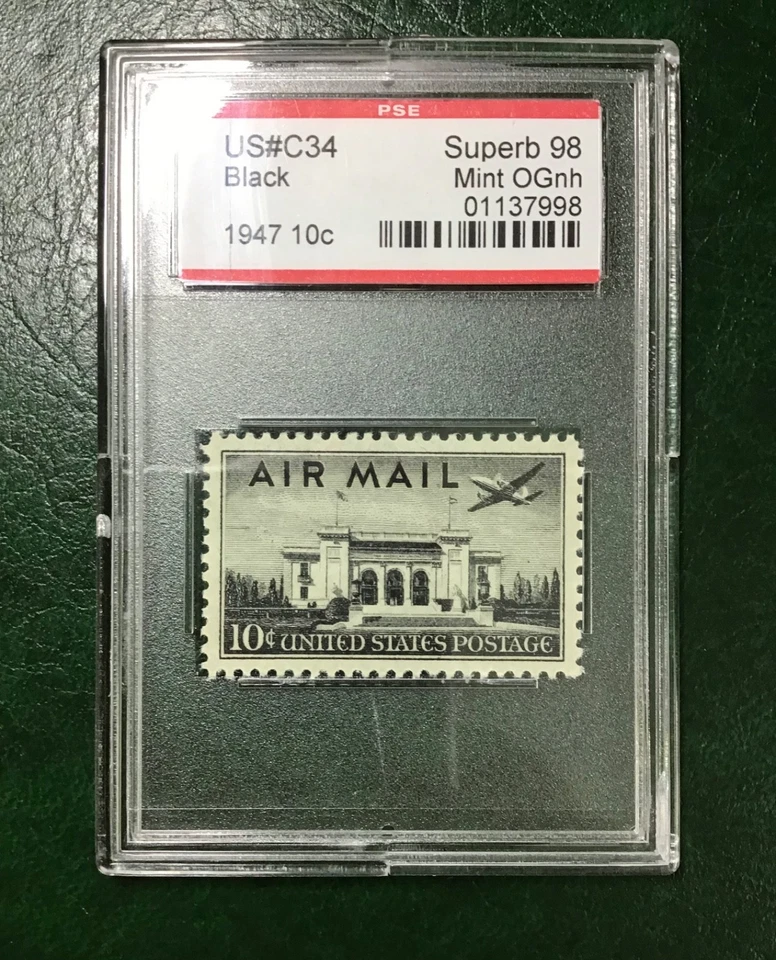 PSE
US#C34 Superb 98
Black Mint OGnh
01137998
1947 10c
AIR MAIL
10¢ UNITED STATES POSTAGE